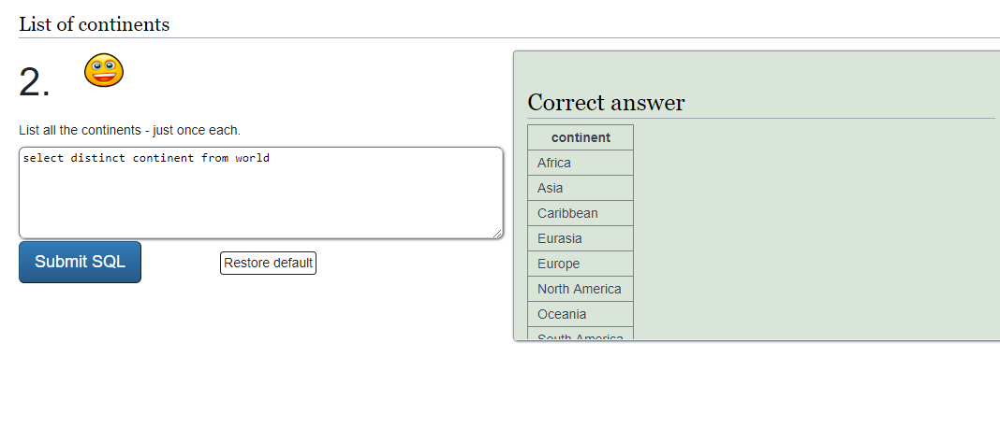 List of continents
2.
List all the continents - just once each.
select distinct continent from world
Submit SQL
Restore default
Correct answer
continent
Africa
Asia
Caribbean
Eurasia
Europe
North America
Oceania
South America